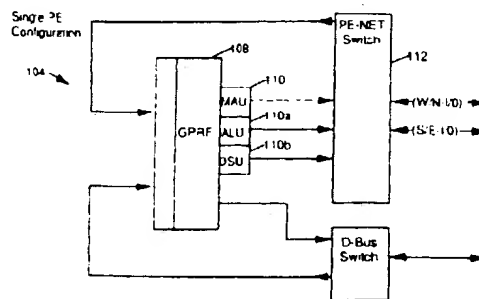 Single PE
Configuration
104
108
110
110a
110b
MAU
ALU
DSU
GPRF
PE-NET
Switch
112
(W/N-I/O)
(S/E-I/O)
D-Bus
Switch